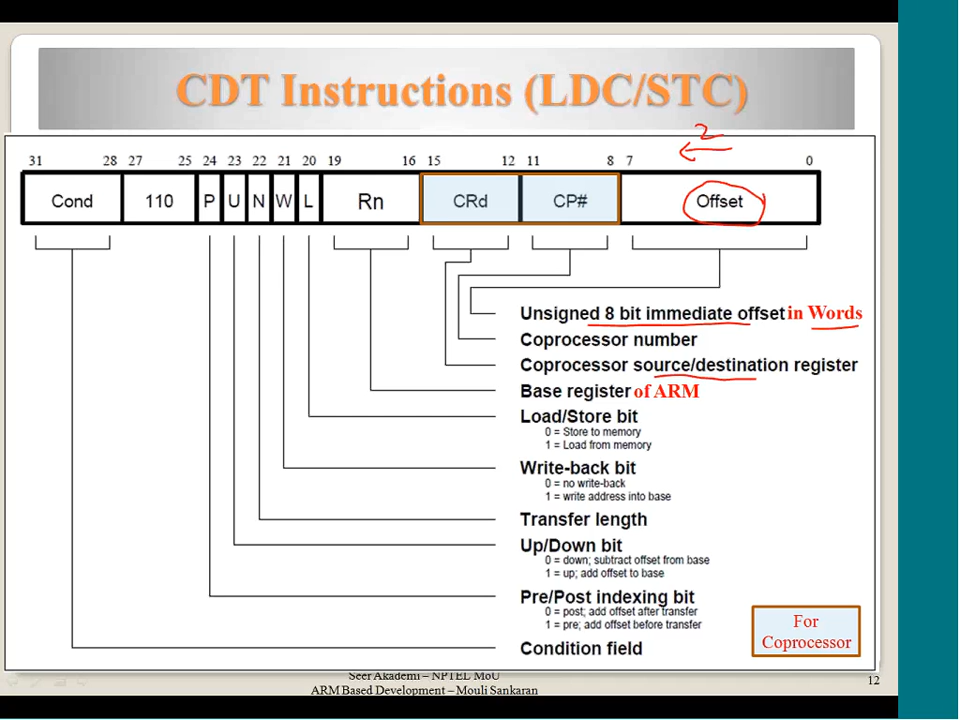 CDT Instructions (LDC/STC)
2
31 28 27 25 24 23 22 21 20 19 16 15 12 11 8 7 0
Cond 110 P U N W L Rn CRd CP# Offset
Unsigned 8 bit immediate offset in Words
Coprocessor number
Coprocessor source/destination register
Base register of ARM
Load/Store bit
0 = Store to memory
1 = Load from memory
Write-back bit
0 = no write-back
1 = write address into base
Transfer length
Up/Down bit
0 = down; subtract offset from base
1 = up; add offset to base
Pre/Post indexing bit
0 = post; add offset after transfer
1 = pre; add offset before transfer
Condition field
For
Coprocessor
Seer Akademi – NPTEL MoU
ARM Based Development – Mouli Sankaran
12